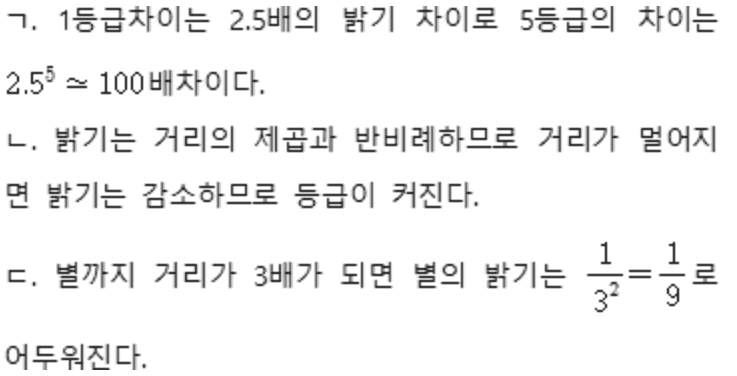 ㄱ. 1등급차이는 2.5배의 밝기 차이로 5등급의 차이는
2.5⁵ ≃ 100배차이다.
ㄴ. 밝기는 거리의 제곱과 반비례하므로 거리가 멀어지
면 밝기는 감소하므로 등급이 커진다.
ㄷ. 별까지 거리가 3배가 되면 별의 밝기는 1/3² = 1/9로
어두워진다.